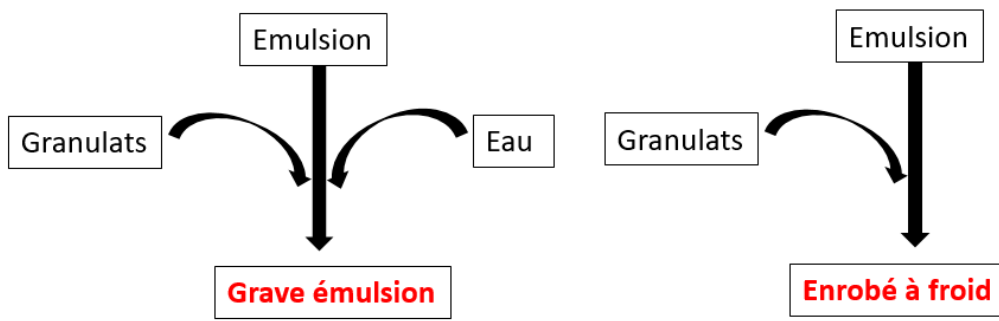 Emulsion
Granulats
Eau
Grave émulsion
Emulsion
Granulats
Enrobé à froid